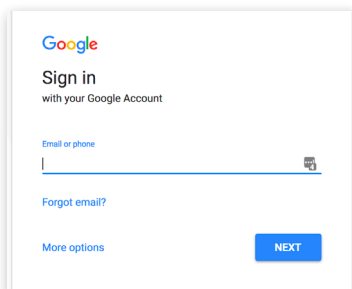 Google
Sign in
with your Google Account
Email or phone
Forgot email?
More options
NEXT